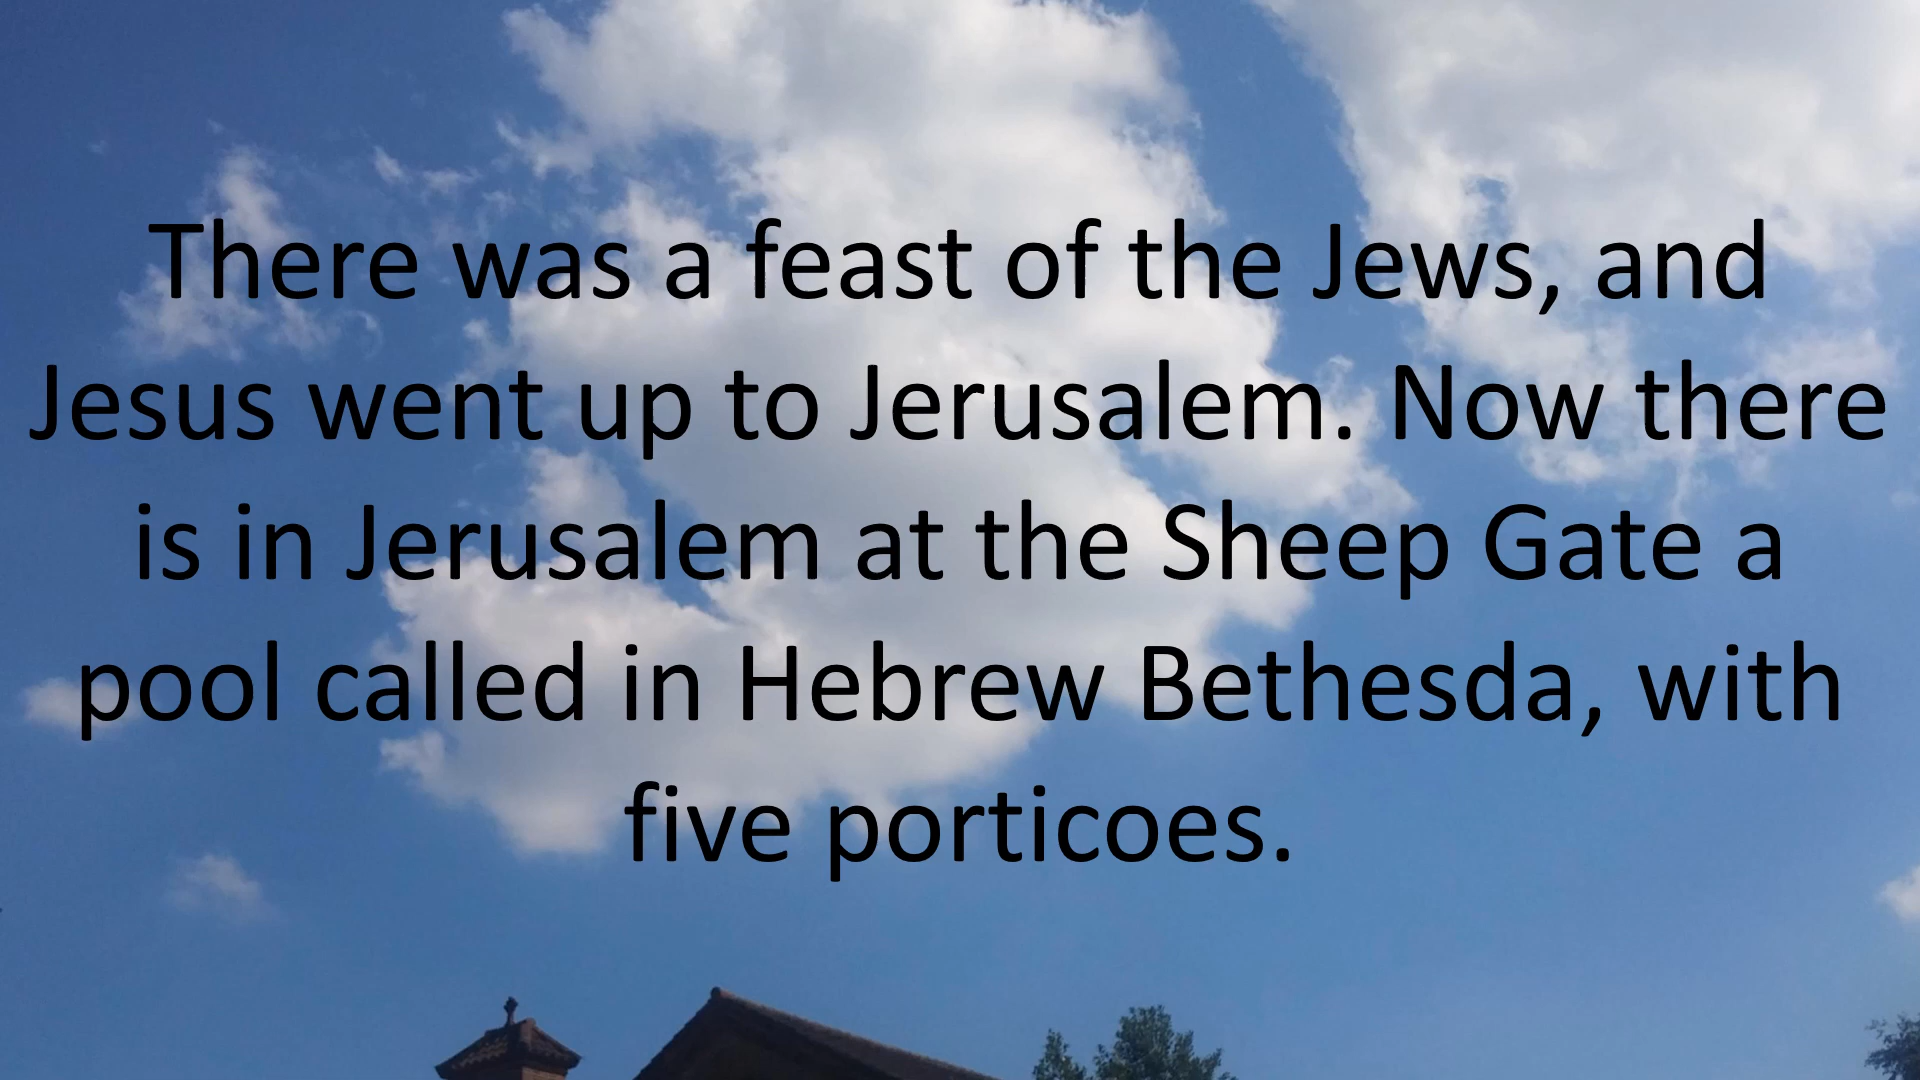 There was a feast of the Jews, and
Jesus went up to Jerusalem. Now there
is in Jerusalem at the Sheep Gate a
pool called in Hebrew Bethesda, with
five porticoes.